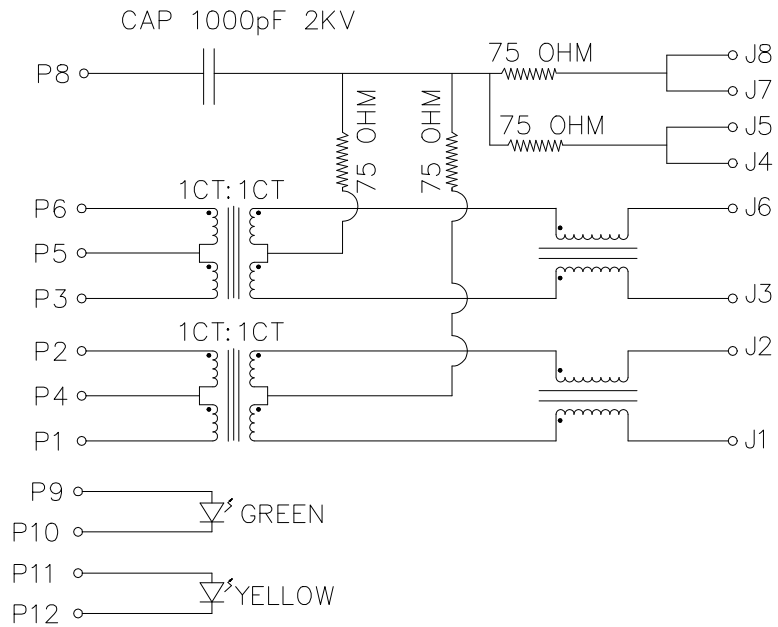 CAP 1000pF 2KV
P8
75 OHM
J8
J7
75 OHM
J5
J4
75 OHM
75 OHM
1CT:1CT
P6
J6
P5
P3
J3
1CT:1CT
P2
J2
P4
P1
J1
P9
GREEN
P10
P11
YELLOW
P12